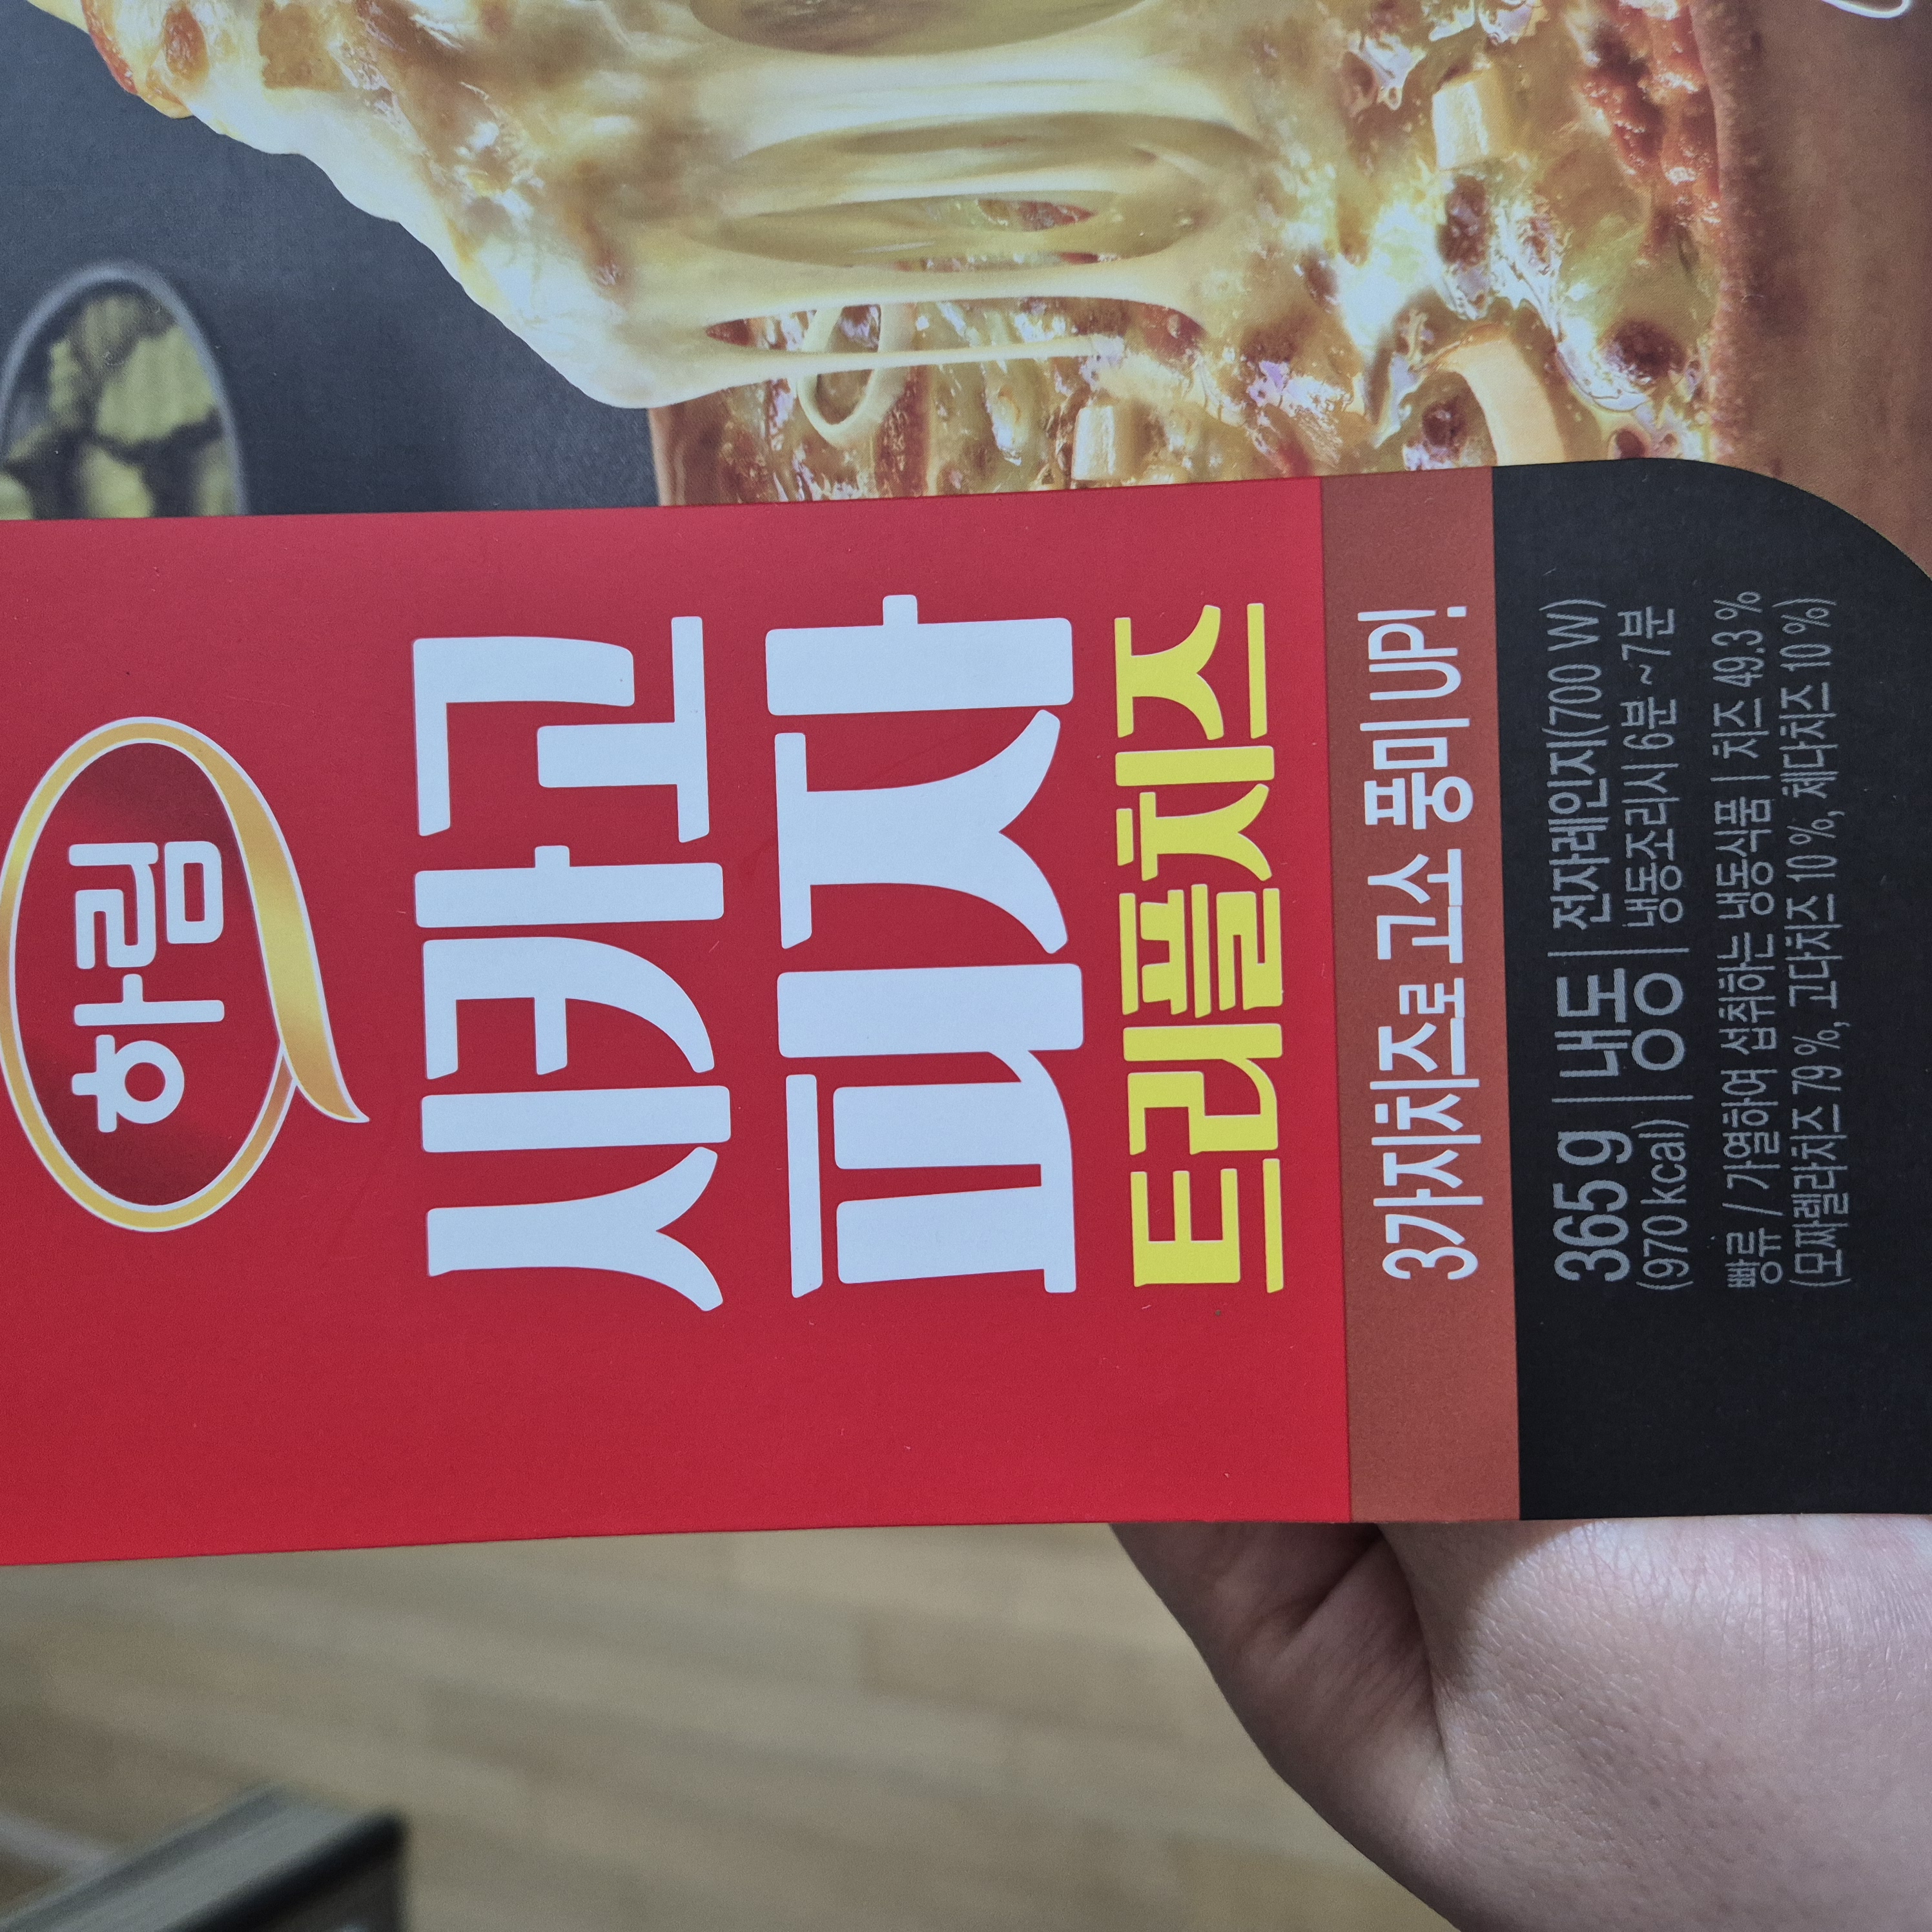 하림
시카고
피자
트리플치즈
3가지치즈로 고소 풍미 UP!
365 g | 냉동 | 전자레인지(700 W)
(970 kcal) 냉동조리시 6분~7분
빵류 / 가열하여 섭취하는 냉동식품 | 치즈 49.3 %
(모짜렐라치즈 79 %, 고다치즈 10 %, 체다치즈 10 %)